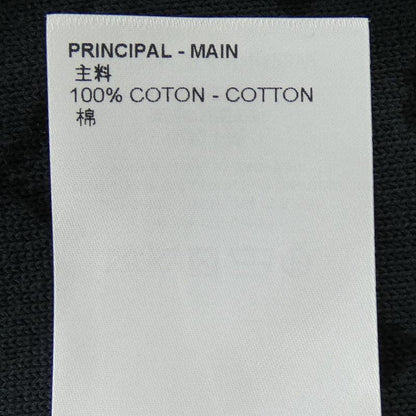 PRINCIPAL - MAIN
主料
100% COTON - COTTON
棉